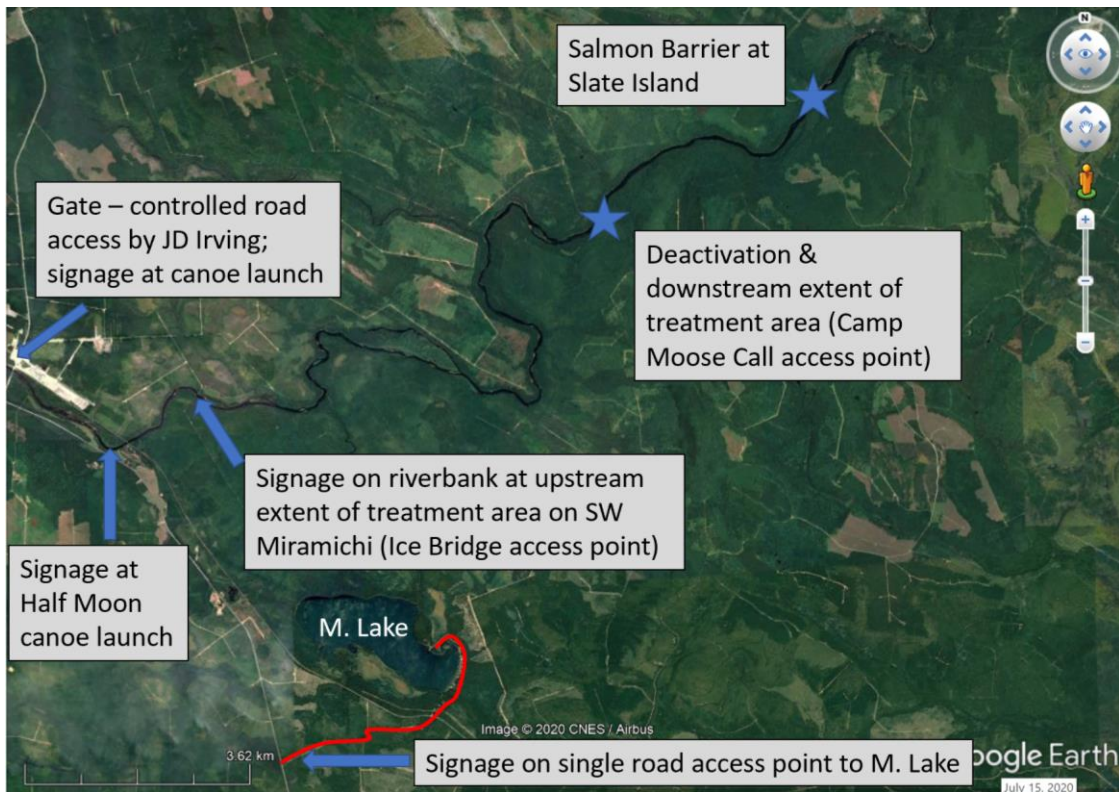 N
Salmon Barrier at
Slate Island
Gate – controlled road
access by JD Irving;
signage at canoe launch
Deactivation &
downstream extent of
treatment area (Camp
Moose Call access point)
Signage on riverbank at upstream
extent of treatment area on SW
Miramichi (Ice Bridge access point)
Signage at
Half Moon
canoe launch
M. Lake
Image © 2020 CNES / Airbus
3.62 km
Signage on single road access point to M. Lake
oogle Earth
July 15, 2020